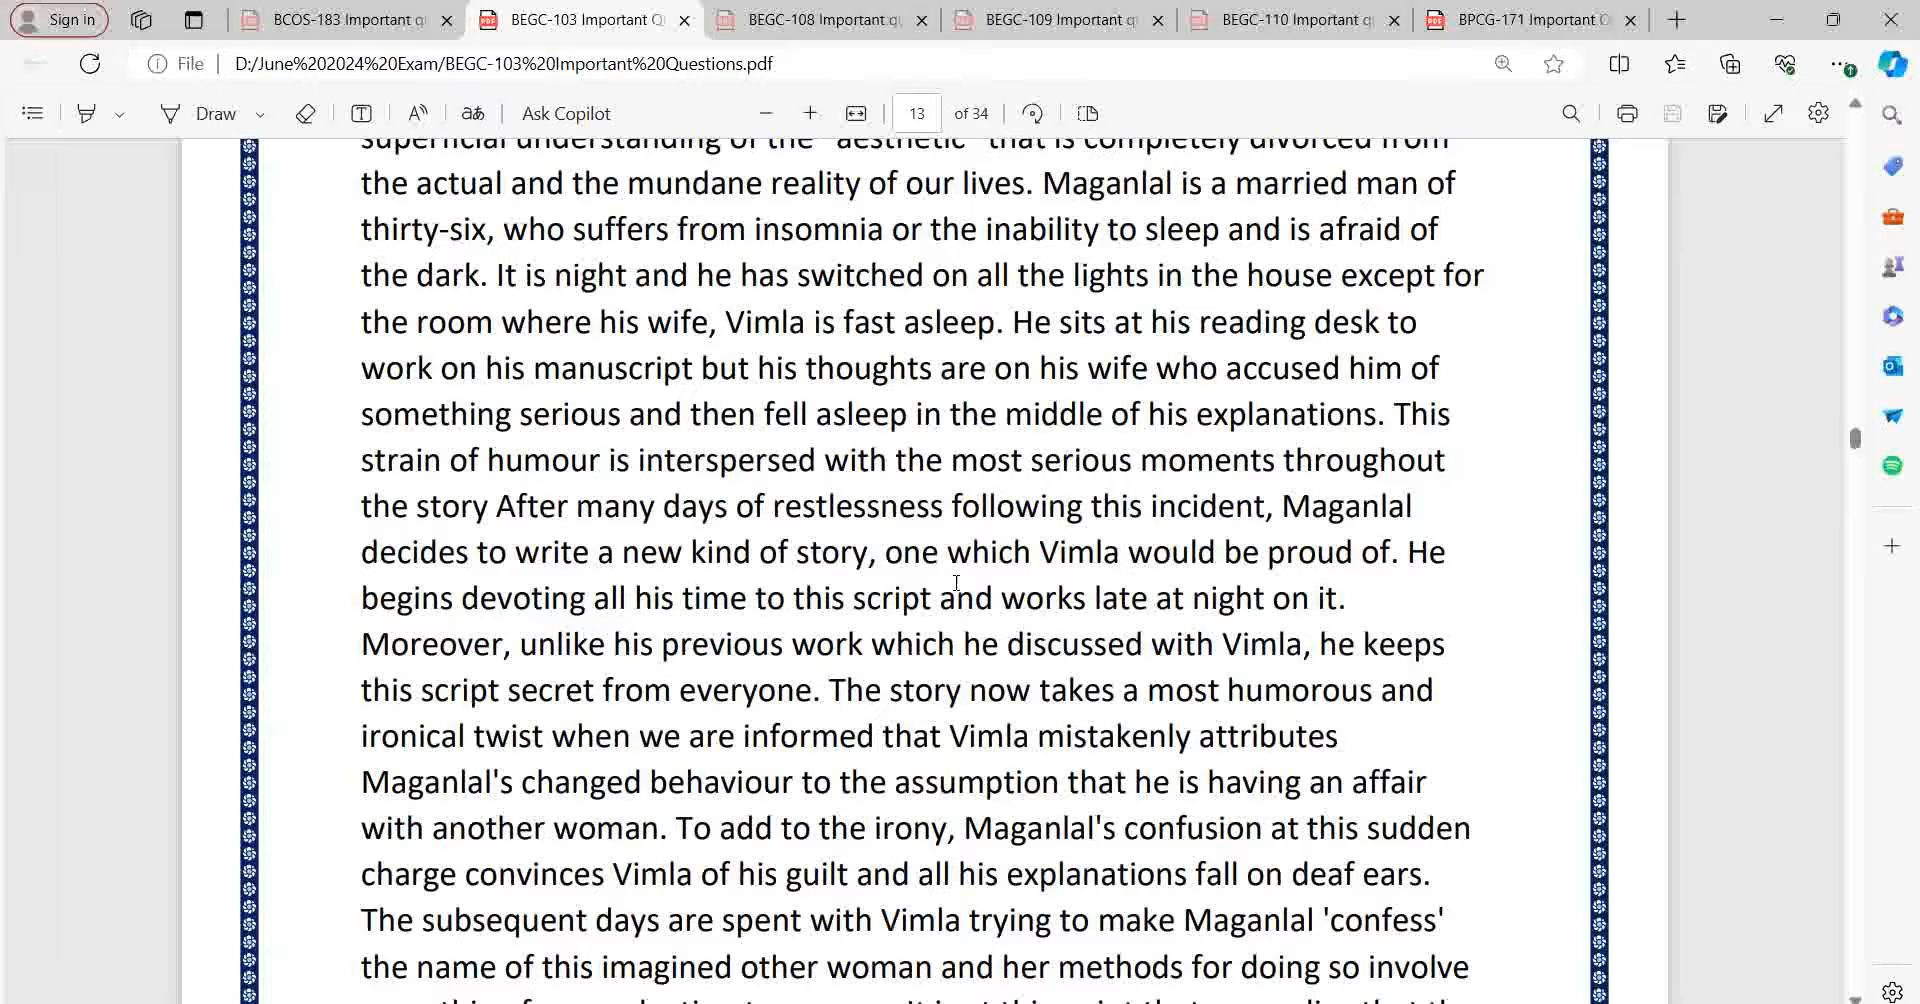 Sign in
BCOS-183 Important q
BEGC-103 Important Q
BEGC-108 Important q
BEGC-109 Important q
BEGC-110 Important q
BPCG-171 Important
File
D:/June%202024%20Exam/BEGC-103%20Important%20Questions.pdf
Draw
Ask Copilot
13 of 34
superficial understanding of the "aesthetic" that is completely divorced from
the actual and the mundane reality of our lives. Maganlal is a married man of
thirty-six, who suffers from insomnia or the inability to sleep and is afraid of
the dark. It is night and he has switched on all the lights in the house except for
the room where his wife, Vimla is fast asleep. He sits at his reading desk to
work on his manuscript but his thoughts are on his wife who accused him of
something serious and then fell asleep in the middle of his explanations. This
strain of humour is interspersed with the most serious moments throughout
the story After many days of restlessness following this incident, Maganlal
decides to write a new kind of story, one which Vimla would be proud of. He
begins devoting all his time to this script and works late at night on it.
Moreover, unlike his previous work which he discussed with Vimla, he keeps
this script secret from everyone. The story now takes a most humorous and
ironical twist when we are informed that Vimla mistakenly attributes
Maganlal's changed behaviour to the assumption that he is having an affair
with another woman. To add to the irony, Maganlal's confusion at this sudden
charge convinces Vimla of his guilt and all his explanations fall on deaf ears.
The subsequent days are spent with Vimla trying to make Maganlal 'confess'
the name of this imagined other woman and her methods for doing so involve